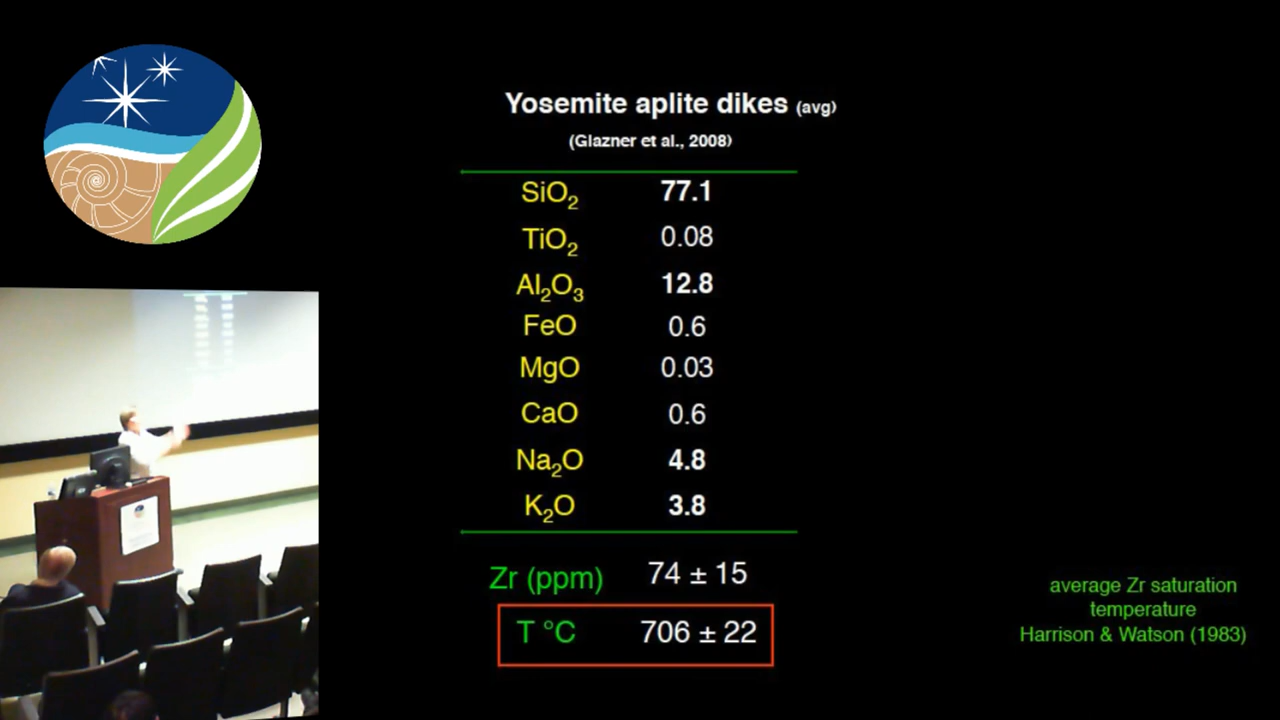 Yosemite aplite dikes (avg)
(Glazner et al., 2008)
SiO₂ 77.1
TiO₂ 0.08
Al₂O₃ 12.8
FeO 0.6
MgO 0.03
CaO 0.6
Na₂O 4.8
K₂O 3.8
Zr (ppm) 74 ± 15
T °C 706 ± 22
average Zr saturation
temperature
Harrison & Watson (1983)